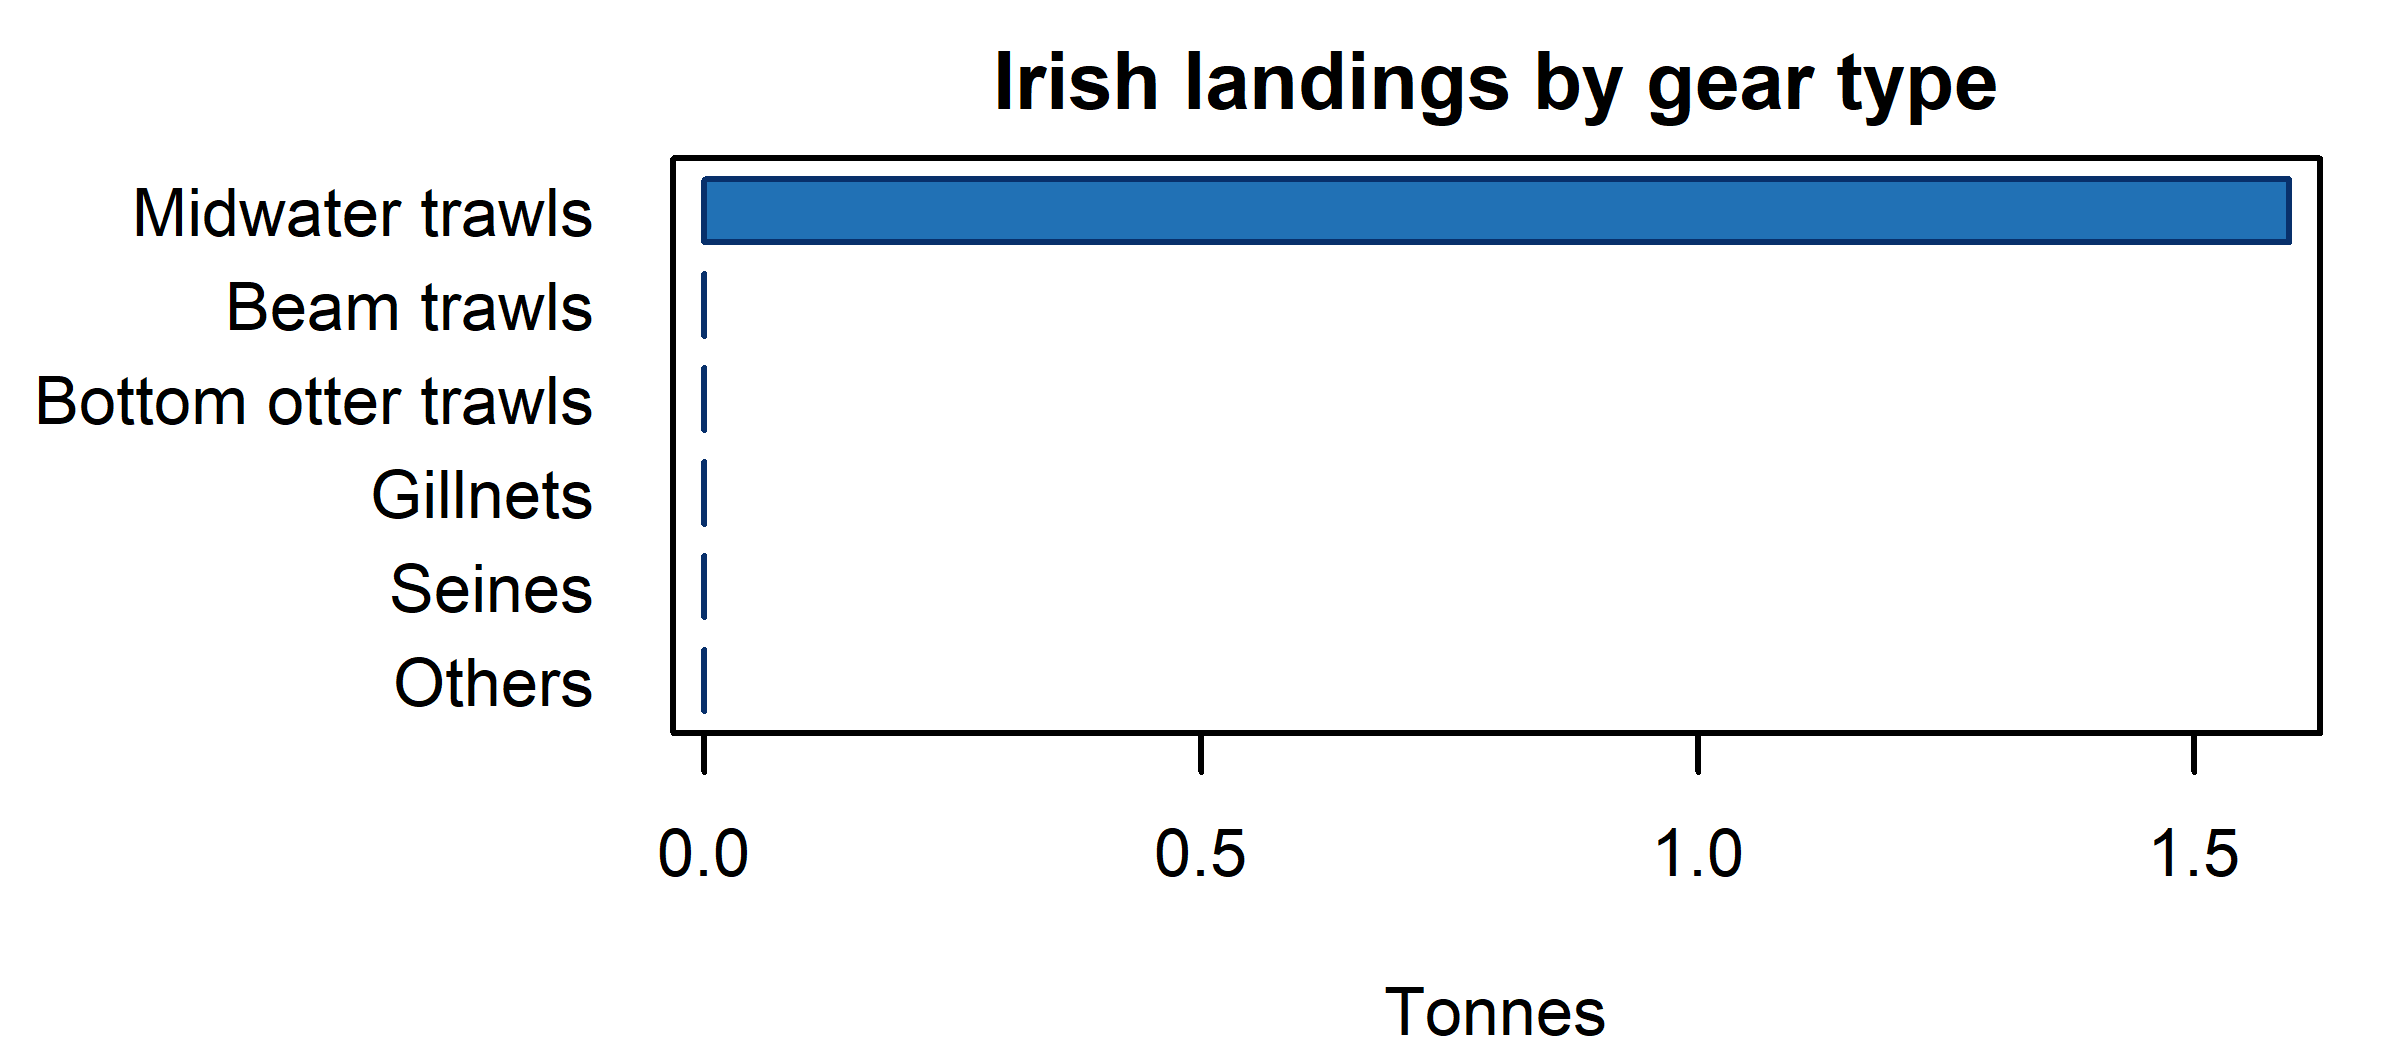 Irish landings by gear type
Midwater trawls
Beam trawls
Bottom otter trawls
Gillnets
Seines
Others
0.0 0.5 1.0 1.5
Tonnes